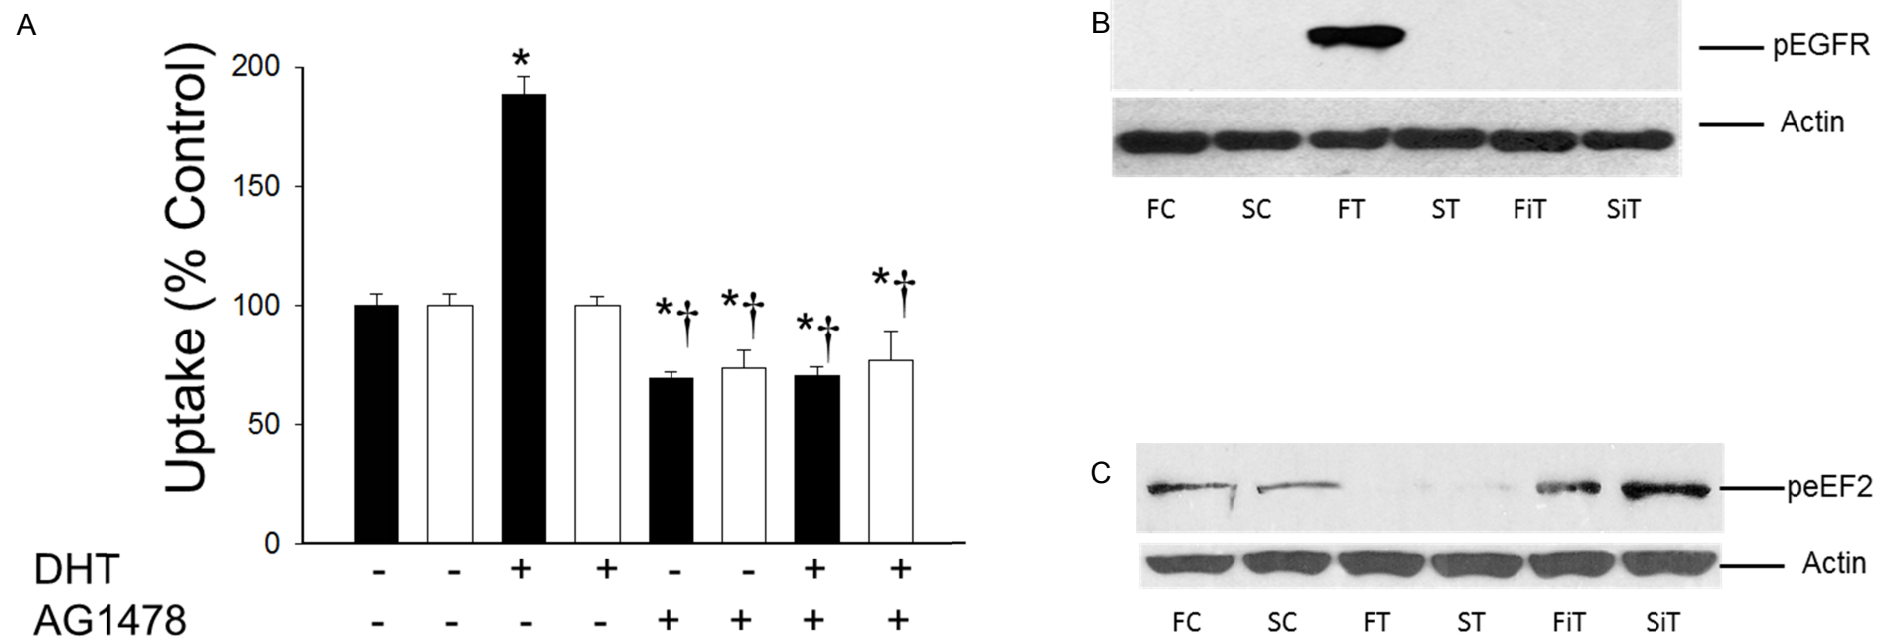 A
Uptake (% Control)
200
150
100
50
0
*
*†
*†
*†
*†
DHT - - + + - - + +
AG1478 - - - - + + + +
B
pEGFR
Actin
FC SC FT ST FiT SiT
C
peEF2
Actin
FC SC FT ST FiT SiT